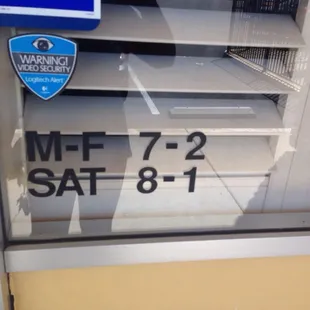 WARNING!
VIDEO SECURITY
Logitech Alert
M-F 7-2
SAT 8-1